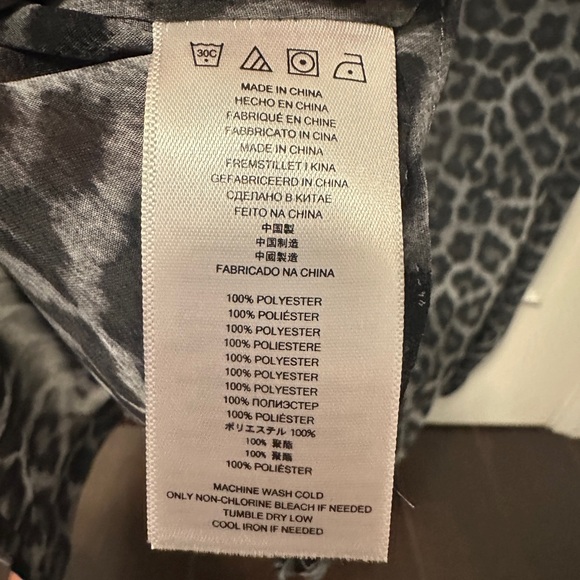 30C
MADE IN CHINA
HECHO EN CHINA
FABRIQUÉ EN CHINE
FABBRICATO IN CINA
MADE IN CHINA
FREMSTILLET I KINA
GEFABRICEERD IN CHINA
СДЕЛАНО В КИТАЕ
FEITO NA CHINA
中国製
中国制造
中國製造
FABRICADO NA CHINA
100% POLYESTER
100% POLIÉSTER
100% POLYESTER
100% POLIESTERE
100% POLYESTER
100% POLYESTER
100% POLYESTER
100% ПОЛИЭСТЕР
100% POLIÉSTER
ポリエステル 100%
100% 聚酯
100% 聚酯
100% POLIÉSTER
MACHINE WASH COLD
ONLY NON-CHLORINE BLEACH IF NEEDED
TUMBLE DRY LOW
COOL IRON IF NEEDED